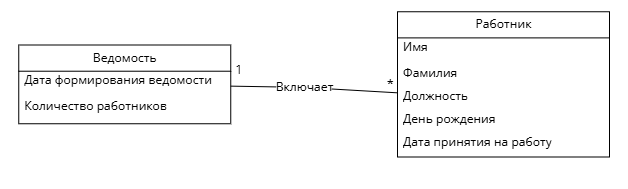 Ведомость
Дата формирования ведомости
Количество работников
1
Включает
*
Работник
Имя
Фамилия
Должность
День рождения
Дата принятия на работу